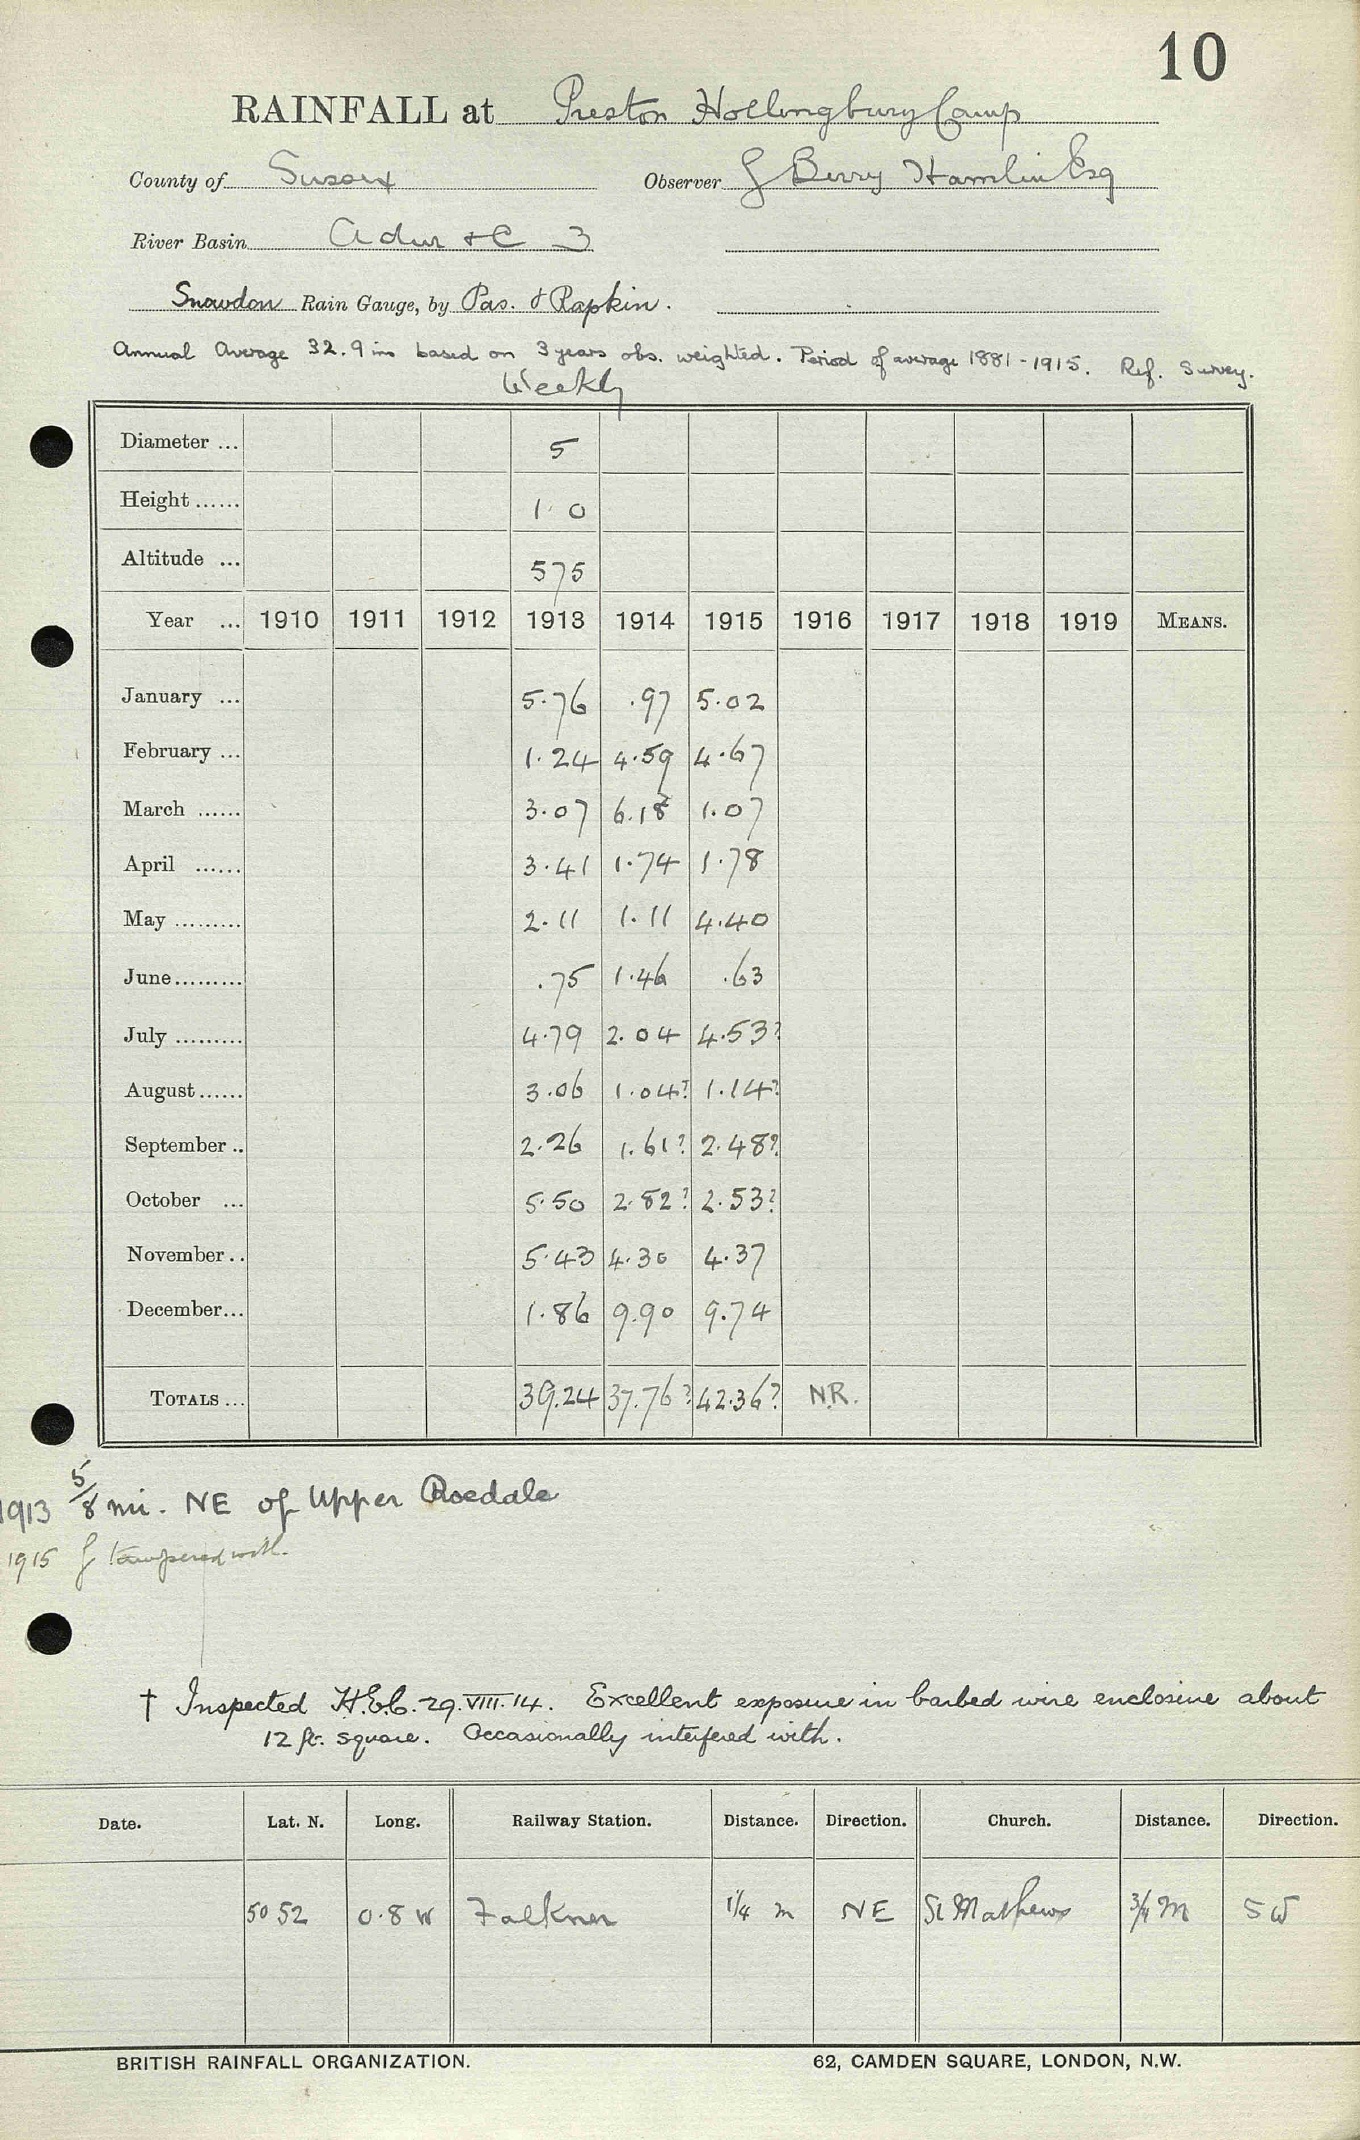 10
RAINFALL at Preston Hollingbury Camp
County of Sussex Observer G Berry Hamlin Esq
River Basin Adur &C 3
Snowdon Rain Gauge, by Pas. & Rapkin.
Annual Average 32.9 ins based on 3 years obs. weighted. Period of average 1881-1915. Ref. Survey.
Weekly
Diameter ... 5
Height ...... 1 0
Altitude ... 575
Year ... 1910 1911 1912 1913 1914 1915 1916 1917 1918 1919 MEANS.
January ... 5.76 .97 5.02
February ... 1.24 4.59 4.67
March ...... 3.07 6.18 1.07
April ...... 3.41 1.74 1.78
May ......... 2.11 1.11 4.40
June ......... .75 1.46 .63
July ......... 4.79 2.04 4.53?
August ...... 3.06 1.04? 1.14?
September .. 2.26 1.61? 2.48?
October ... 5.50 2.82? 2.53?
November .. 5.43 4.30 4.37
December ... 1.86 9.90 9.74
TOTALS ... 39.24 37.76? 42.36? N.R.
1913 5/8 mi. NE of Upper Roedale
1915 g tampered with.
† Inspected H.E.C. 29.VIII.14. Excellent exposure in barbed wire enclosure about
12 ft. square. Occasionally interfered with.
Date. Lat. N. Long. Railway Station. Distance. Direction. Church. Distance. Direction.
50 52 0.8 W Falkner 1/4 m NE St Mathews 3/4 M SW
BRITISH RAINFALL ORGANIZATION. 62, CAMDEN SQUARE, LONDON, N.W.